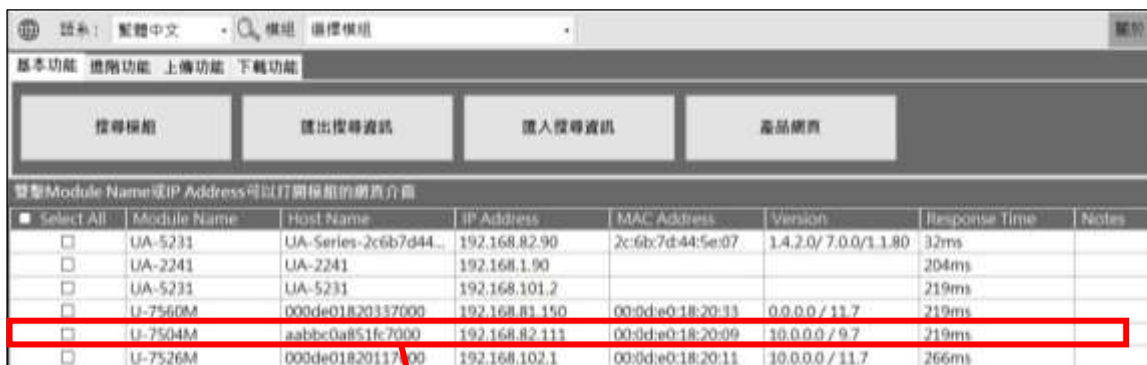 語系: 繁體中文 模組 選擇模組 關於
基本功能 進階功能 上傳功能 下載功能
搜尋模組 匯出搜尋資訊 匯入搜尋資訊 產品網頁
雙擊Module Name或IP Address可以打開模組的網頁介面
Select All Module Name Host Name IP Address MAC Address Version Response Time Notes
UA-5231 UA-Series-2c6b7d44... 192.168.82.90 2c:6b:7d:44:5e:07 1.4.2.0/ 7.0.0/1.1.80 32ms
UA-2241 UA-2241 192.168.1.90 204ms
UA-5231 UA-5231 192.168.101.2 219ms
U-7560M 000de01820337000 192.168.81.150 00:0d:e0:18:20:33 0.0.0.0 / 11.7 219ms
U-7504M aabbc0a851fc7000 192.168.82.111 00:0d:e0:18:20:09 10.0.0.0 / 9.7 219ms
U-7526M 192.168.102.1 00:0d:e0:18:20:11 10.0.0.0 / 11.7 266ms